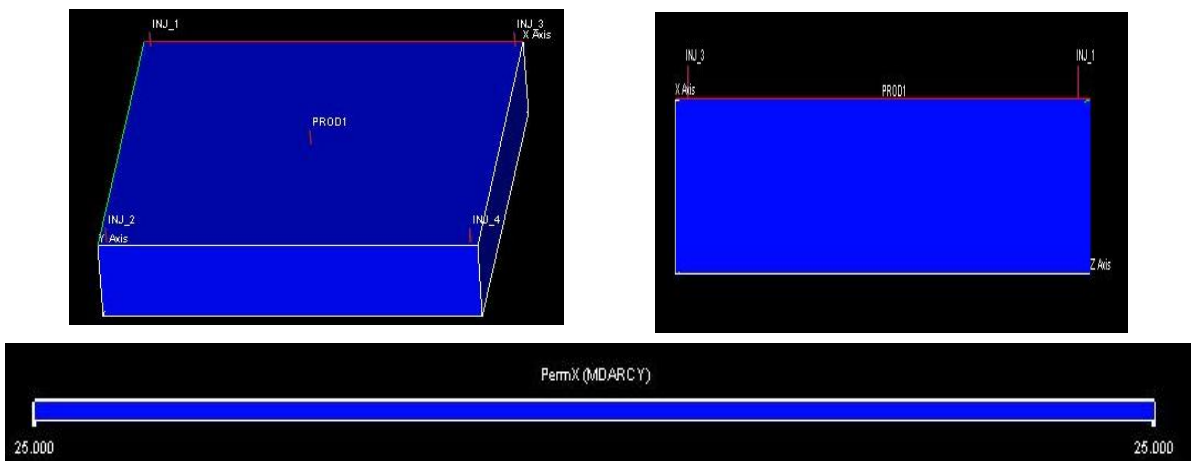 INJ_1
INJ_3
X Axis
PROD1
INJ_2
Y Axis
INJ_4
INJ_3
INJ_1
X Axis
PROD1
Z Axis
PermX (MDARCY)
25.000
25.000